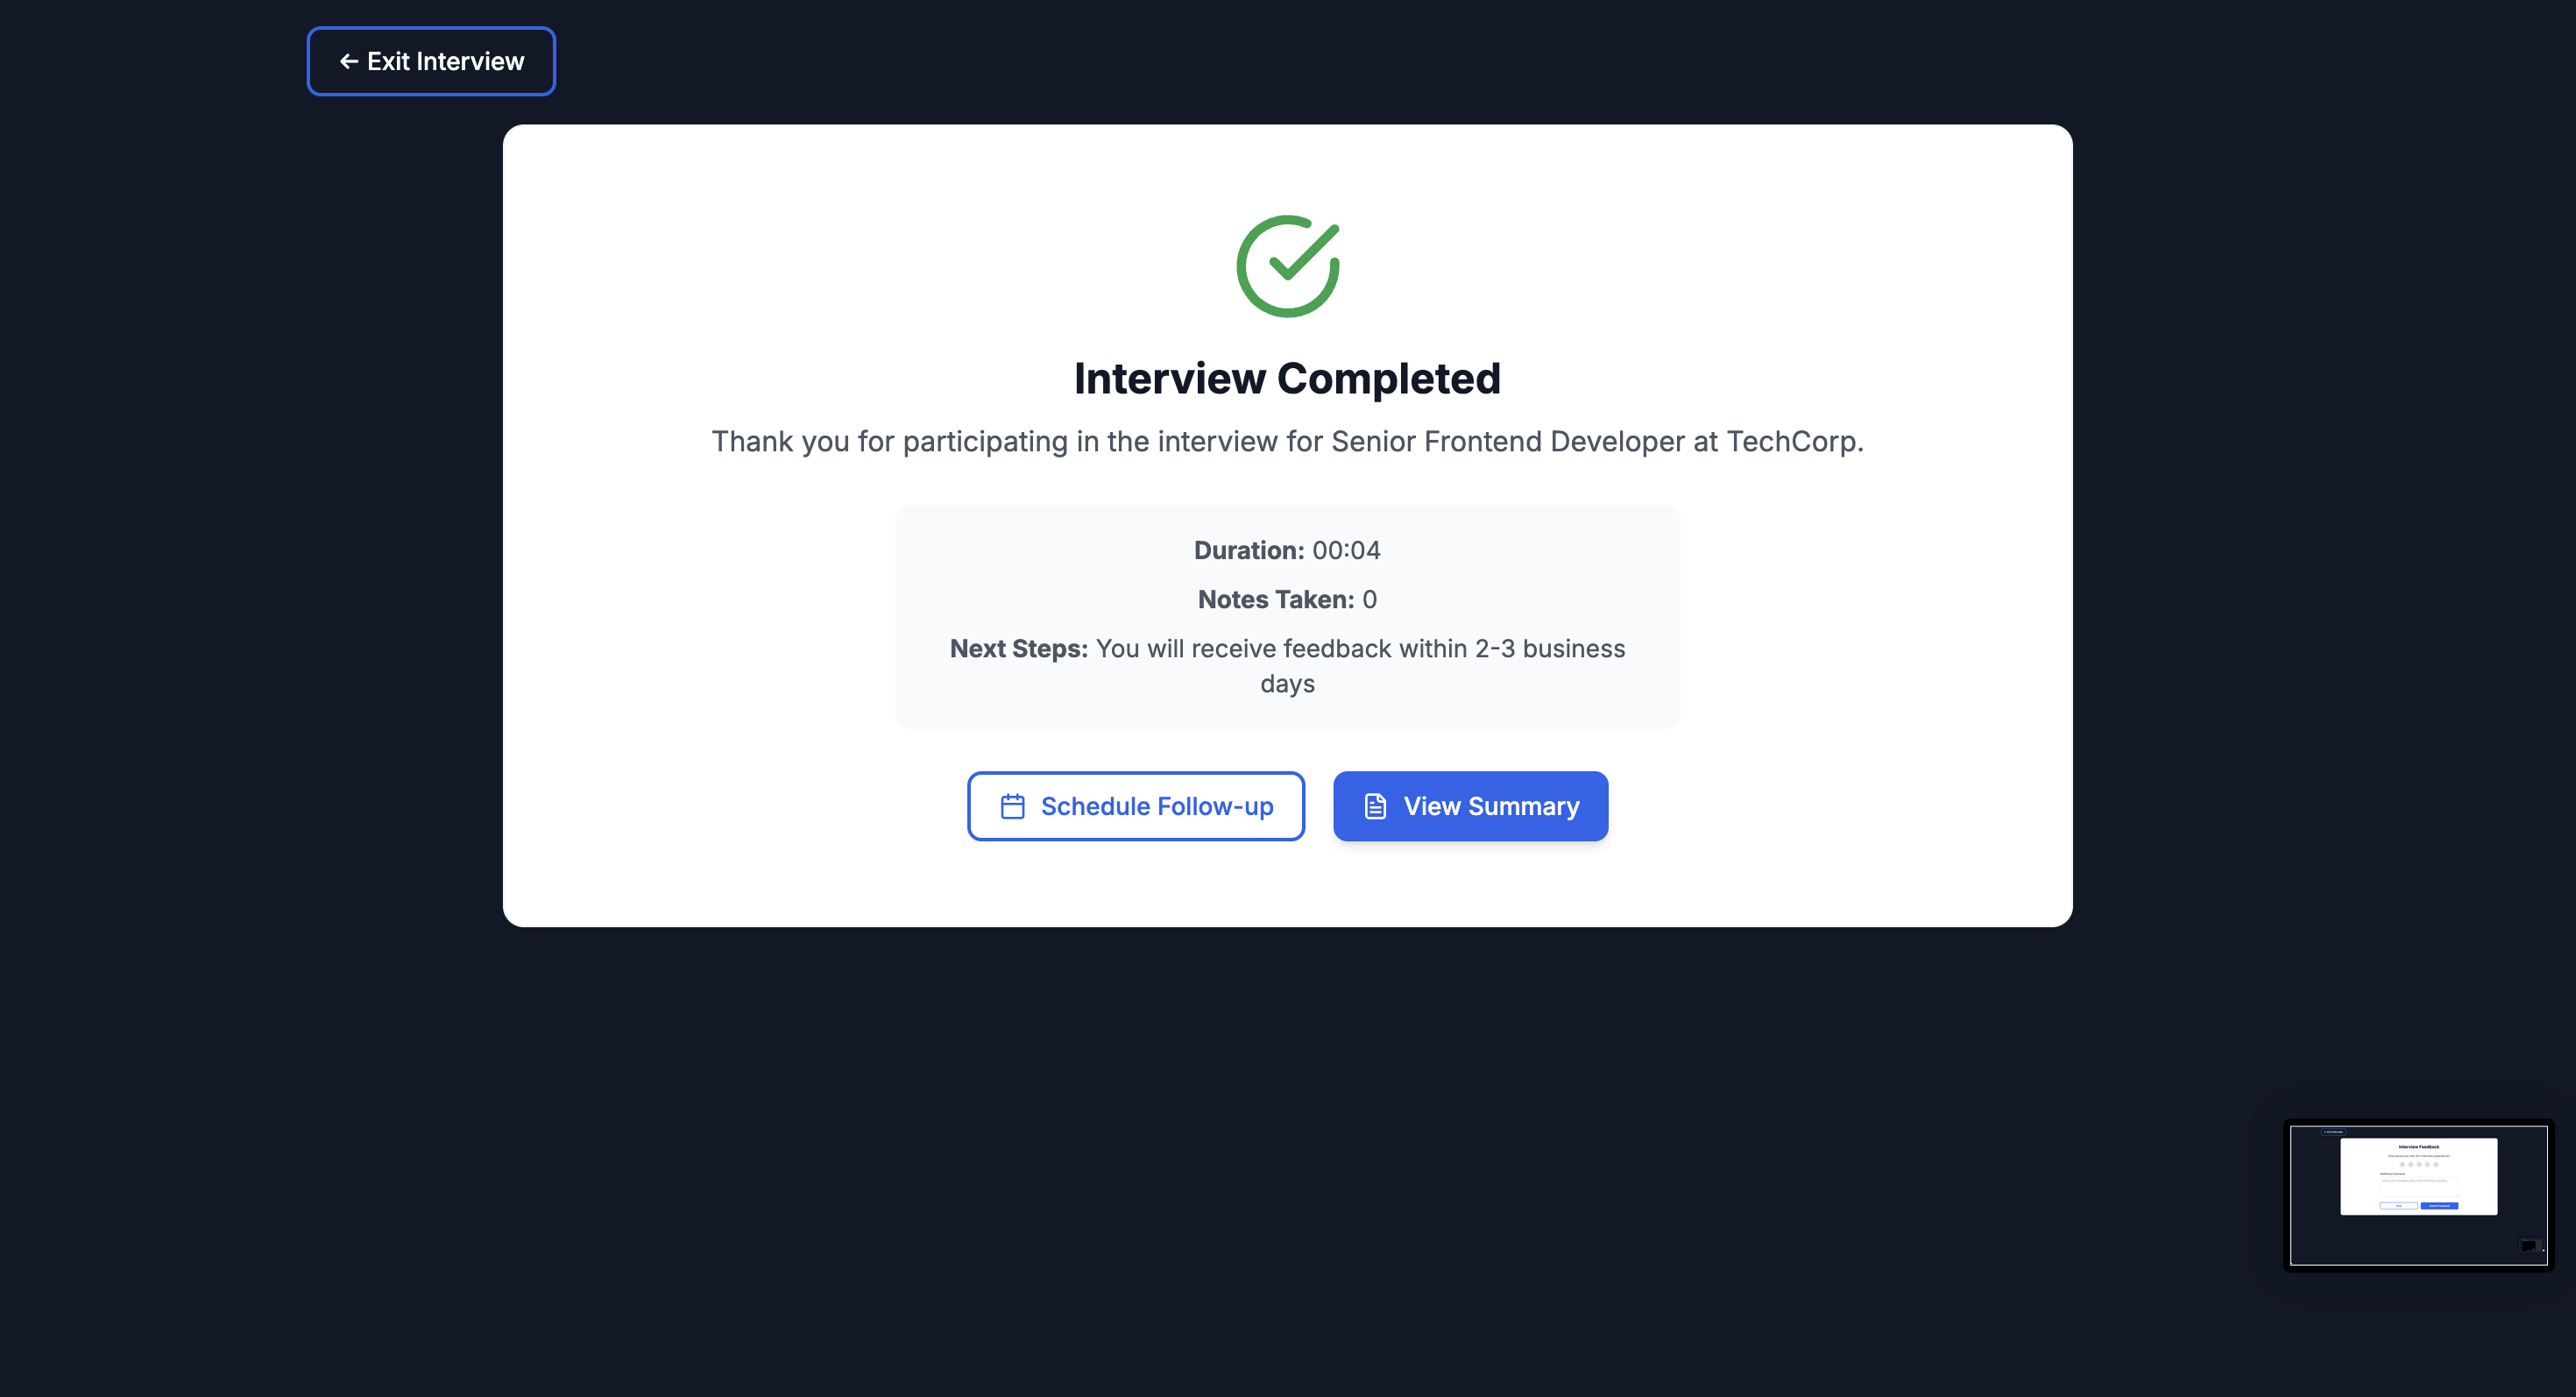 Exit Interview
Interview Completed
Thank you for participating in the interview for Senior Frontend Developer at TechCorp.
Duration: 00:04
Notes Taken: 0
Next Steps: You will receive feedback within 2-3 business
days
Schedule Follow-up
View Summary
Interview Feedback